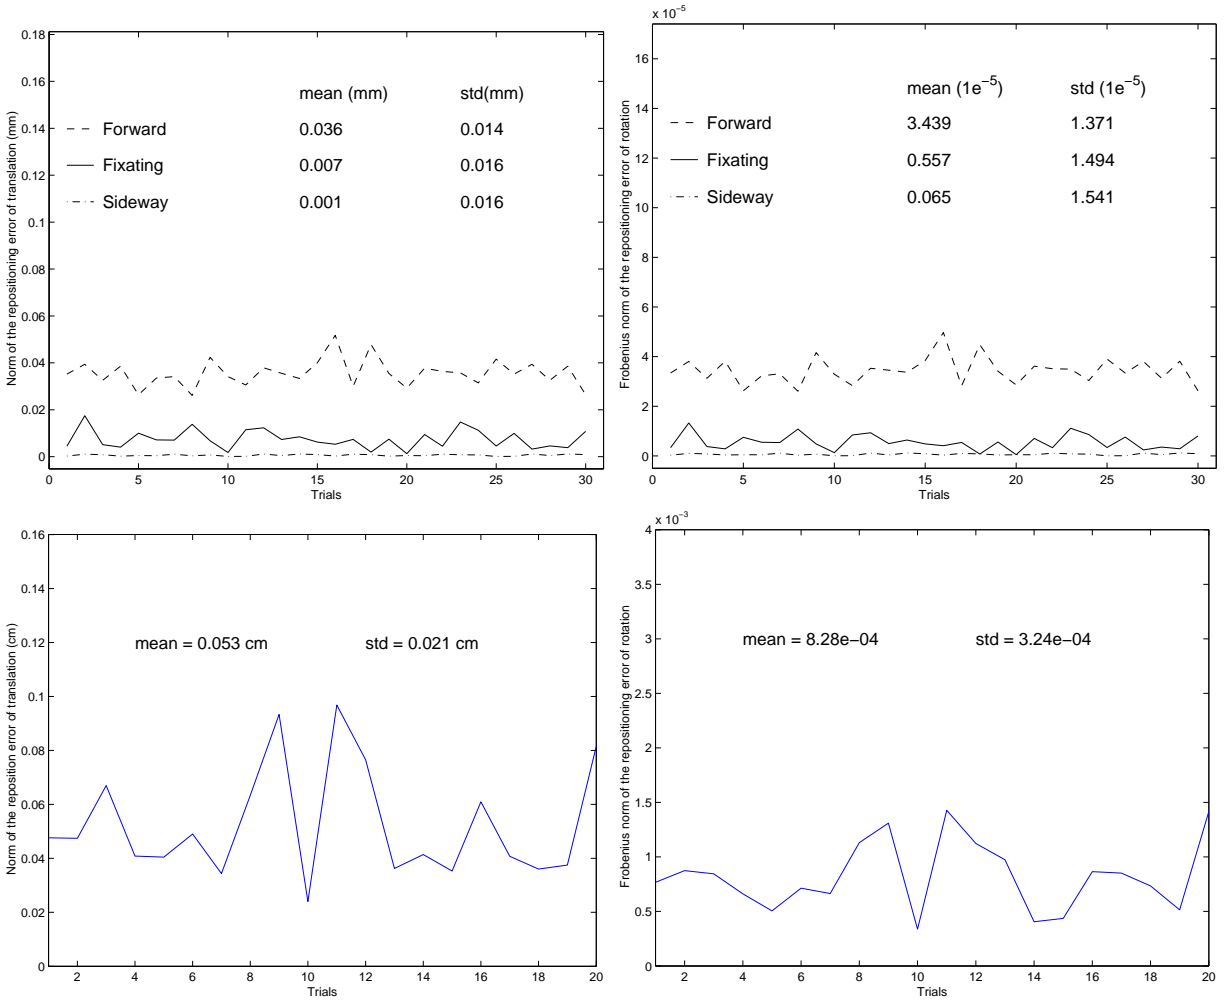 0.18
0.16
0.14
0.12
0.1
0.08
0.06
0.04
0.02
0
0 5 10 15 20 25 30
Trials
Norm of the repositioning error of translation (mm)
mean (mm) std(mm)
Forward 0.036 0.014
Fixating 0.007 0.016
Sideway 0.001 0.016
x 10−5
16
14
12
10
8
6
4
2
0
0 5 10 15 20 25 30
Trials
Frobenius norm of the repositioning error of rotation
mean (1e−5) std (1e−5)
Forward 3.439 1.371
Fixating 0.557 1.494
Sideway 0.065 1.541
0.16
0.14
0.12
0.1
0.08
0.06
0.04
0.02
0
2 4 6 8 10 12 14 16 18 20
Trials
Norm of the reposition error of translation (cm)
mean = 0.053 cm std = 0.021 cm
x 10−3
4
3.5
3
2.5
2
1.5
1
0.5
0
2 4 6 8 10 12 14 16 18 20
Trials
Frobenius norm of the repositioning error of rotation
mean = 8.28e−04 std = 3.24e−04